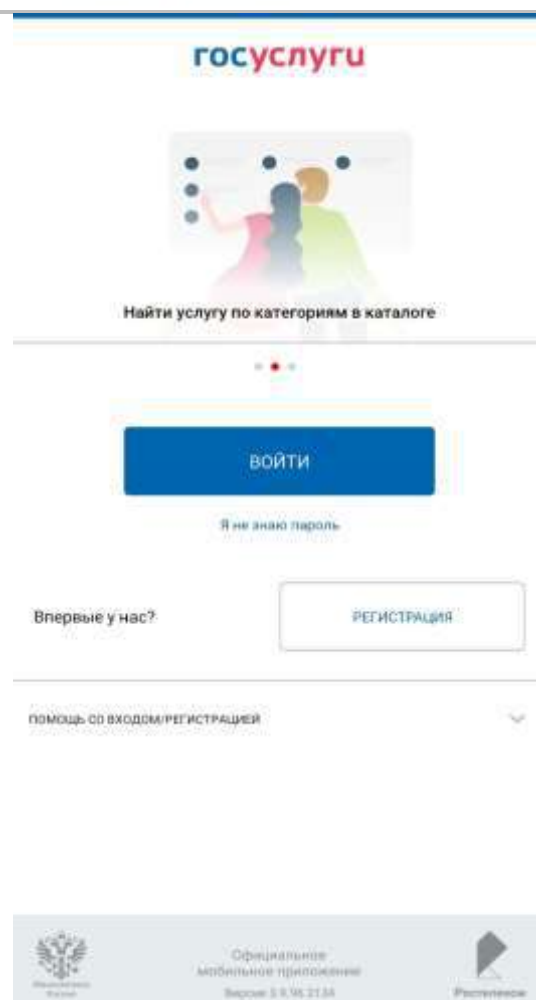 госуслуги
Найти услугу по категориям в каталоге
ВОЙТИ
Я не знаю пароль
Впервые у нас?
РЕГИСТРАЦИЯ
ПОМОЩЬ СО ВХОДОМ/РЕГИСТРАЦИЕЙ
Официальное
мобильное приложение
Версия
Ростелеком